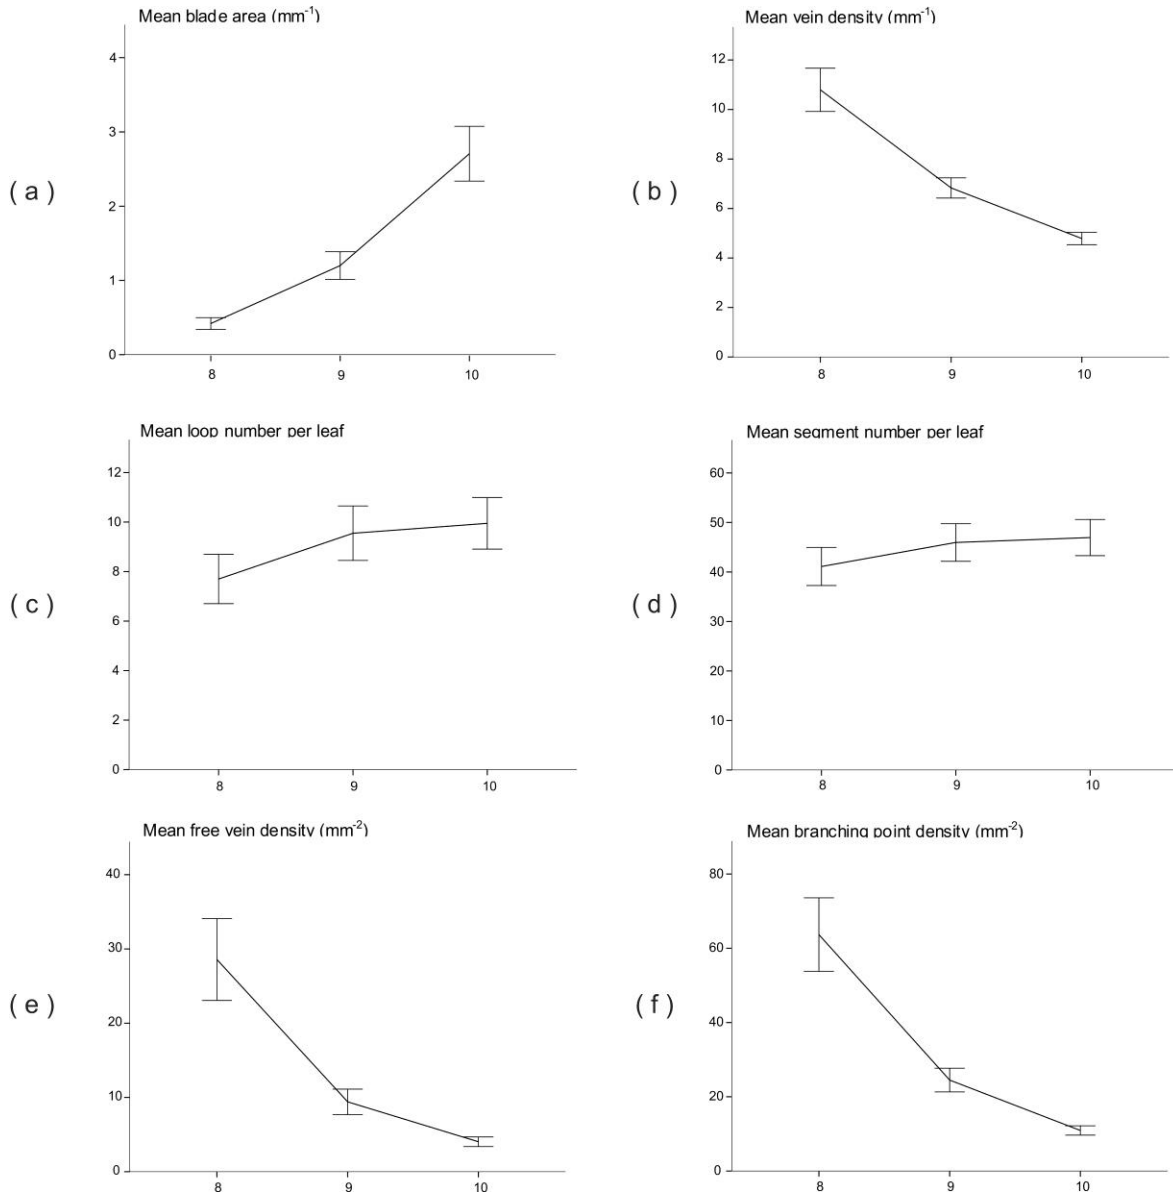 Mean blade area (mm-1)
4
3
2
1
0
8 9 10
( a )
Mean vein density (mm-1)
12
10
8
6
4
2
0
8 9 10
( b )
Mean loop number per leaf
12
10
8
6
4
2
0
8 9 10
( c )
Mean segment number per leaf
60
50
40
30
20
10
0
8 9 10
( d )
Mean free vein density (mm-2)
40
30
20
10
0
8 9 10
( e )
Mean branching point density (mm-2)
80
60
40
20
0
8 9 10
( f )